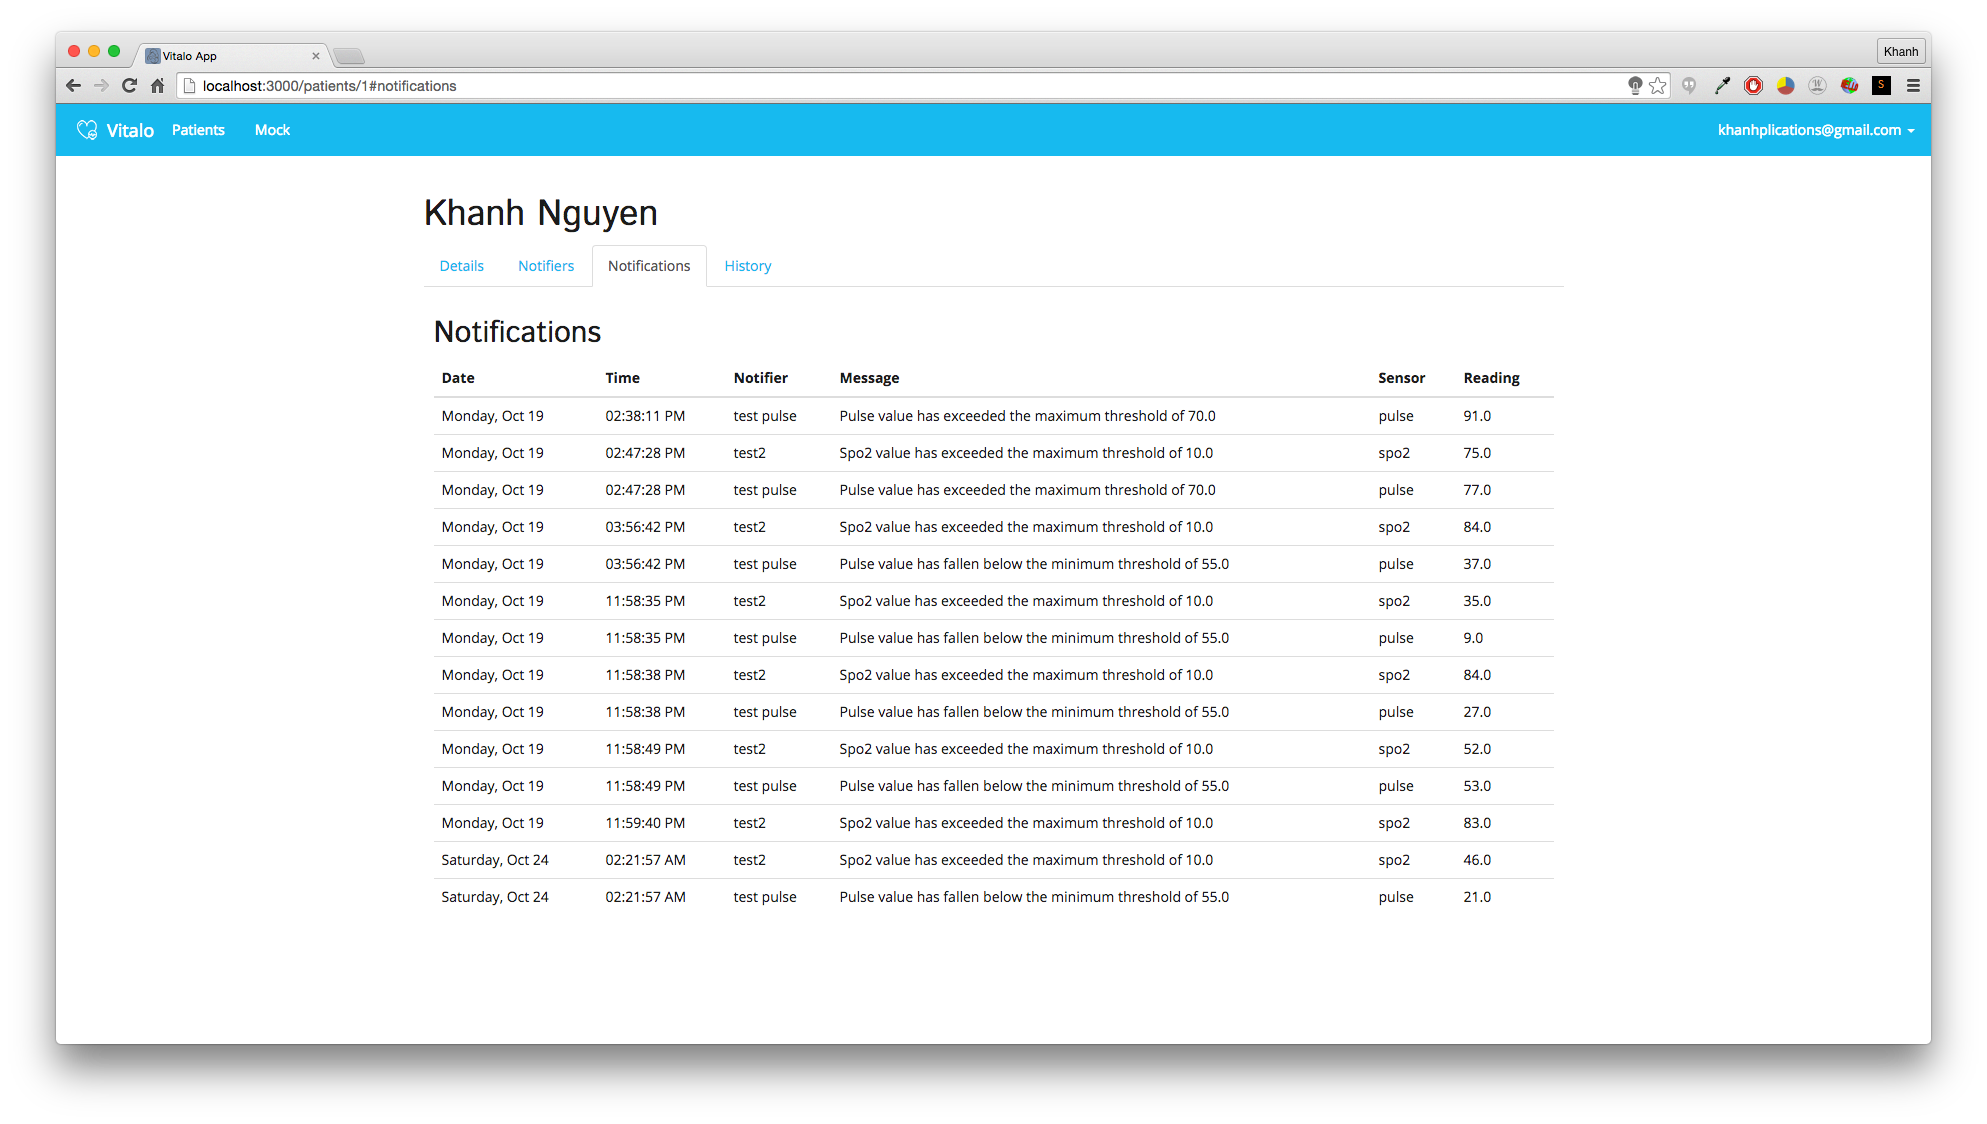 Vitalo App
Khanh
localhost:3000/patients/1#notifications
S
Vitalo Patients Mock khanhplications@gmail.com
Khanh Nguyen
Details Notifiers Notifications History
Notifications
Date Time Notifier Message Sensor Reading
Monday, Oct 19 02:38:11 PM test pulse Pulse value has exceeded the maximum threshold of 70.0 pulse 91.0
Monday, Oct 19 02:47:28 PM test2 Spo2 value has exceeded the maximum threshold of 10.0 spo2 75.0
Monday, Oct 19 02:47:28 PM test pulse Pulse value has exceeded the maximum threshold of 70.0 pulse 77.0
Monday, Oct 19 03:56:42 PM test2 Spo2 value has exceeded the maximum threshold of 10.0 spo2 84.0
Monday, Oct 19 03:56:42 PM test pulse Pulse value has fallen below the minimum threshold of 55.0 pulse 37.0
Monday, Oct 19 11:58:35 PM test2 Spo2 value has exceeded the maximum threshold of 10.0 spo2 35.0
Monday, Oct 19 11:58:35 PM test pulse Pulse value has fallen below the minimum threshold of 55.0 pulse 9.0
Monday, Oct 19 11:58:38 PM test2 Spo2 value has exceeded the maximum threshold of 10.0 spo2 84.0
Monday, Oct 19 11:58:38 PM test pulse Pulse value has fallen below the minimum threshold of 55.0 pulse 27.0
Monday, Oct 19 11:58:49 PM test2 Spo2 value has exceeded the maximum threshold of 10.0 spo2 52.0
Monday, Oct 19 11:58:49 PM test pulse Pulse value has fallen below the minimum threshold of 55.0 pulse 53.0
Monday, Oct 19 11:59:40 PM test2 Spo2 value has exceeded the maximum threshold of 10.0 spo2 83.0
Saturday, Oct 24 02:21:57 AM test2 Spo2 value has exceeded the maximum threshold of 10.0 spo2 46.0
Saturday, Oct 24 02:21:57 AM test pulse Pulse value has fallen below the minimum threshold of 55.0 pulse 21.0